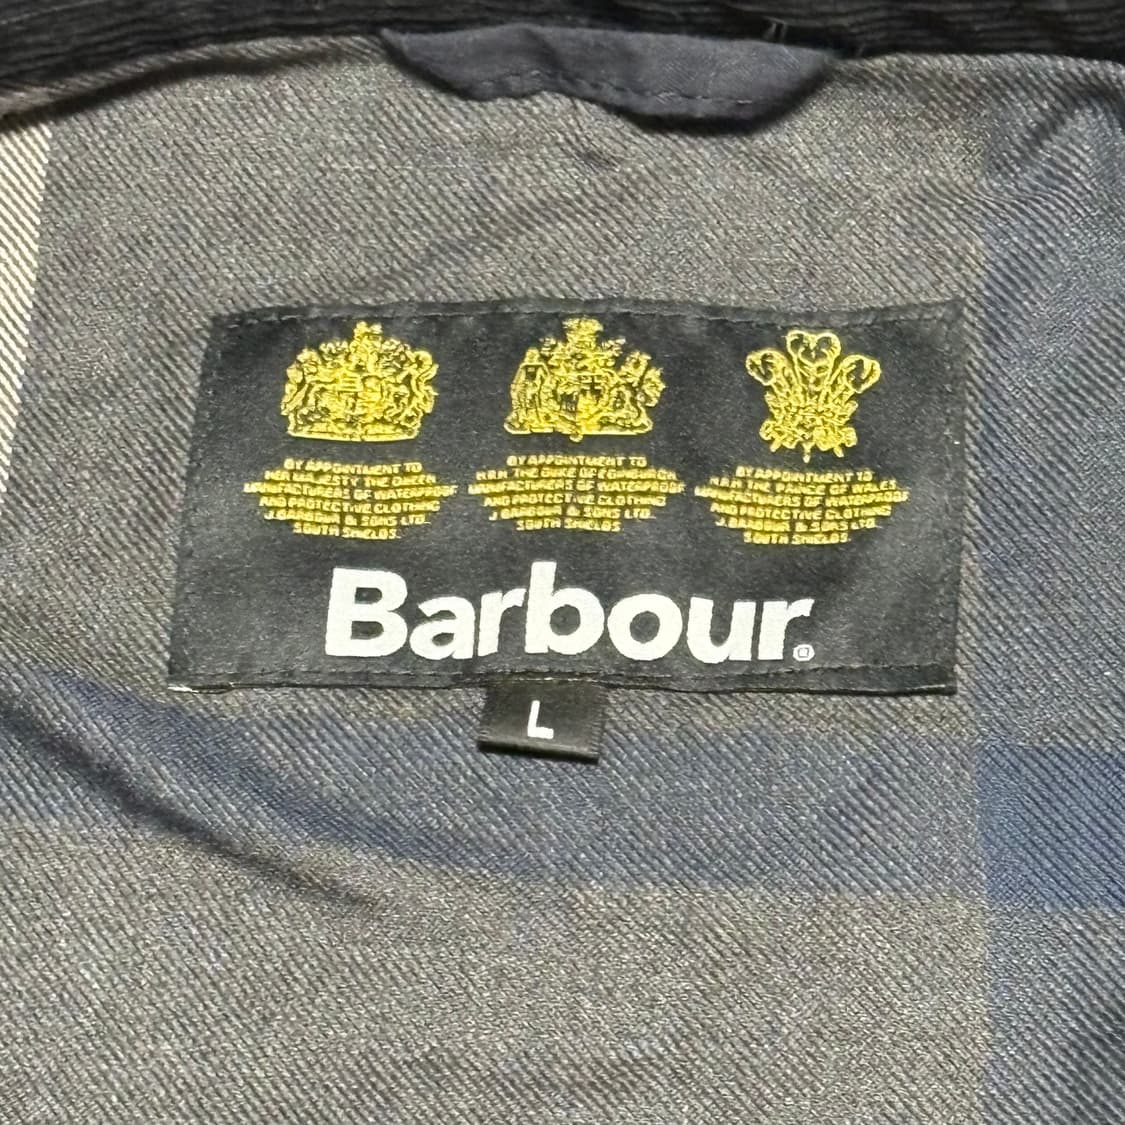 BY APPOINTMENT TO
HER MAJESTY THE QUEEN
MANUFACTURERS OF WATERPROOF
AND PROTECTIVE CLOTHING
J.BARBOUR & SONS LTD.
SOUTH SHIELDS.
BY APPOINTMENT TO
H.R.H. THE DUKE OF EDINBURGH
MANUFACTURERS OF WATERPROOF
AND PROTECTIVE CLOTHING
J.BARBOUR & SONS LTD.
SOUTH SHIELDS
BY APPOINTMENT TO
H.R.H. THE PRINCE OF WALES
MANUFACTURERS OF WATERPROOF
AND PROTECTIVE CLOTHING
J.BARBOUR & SONS LTD.
SOUTH SHIELDS.
Barbour®
L